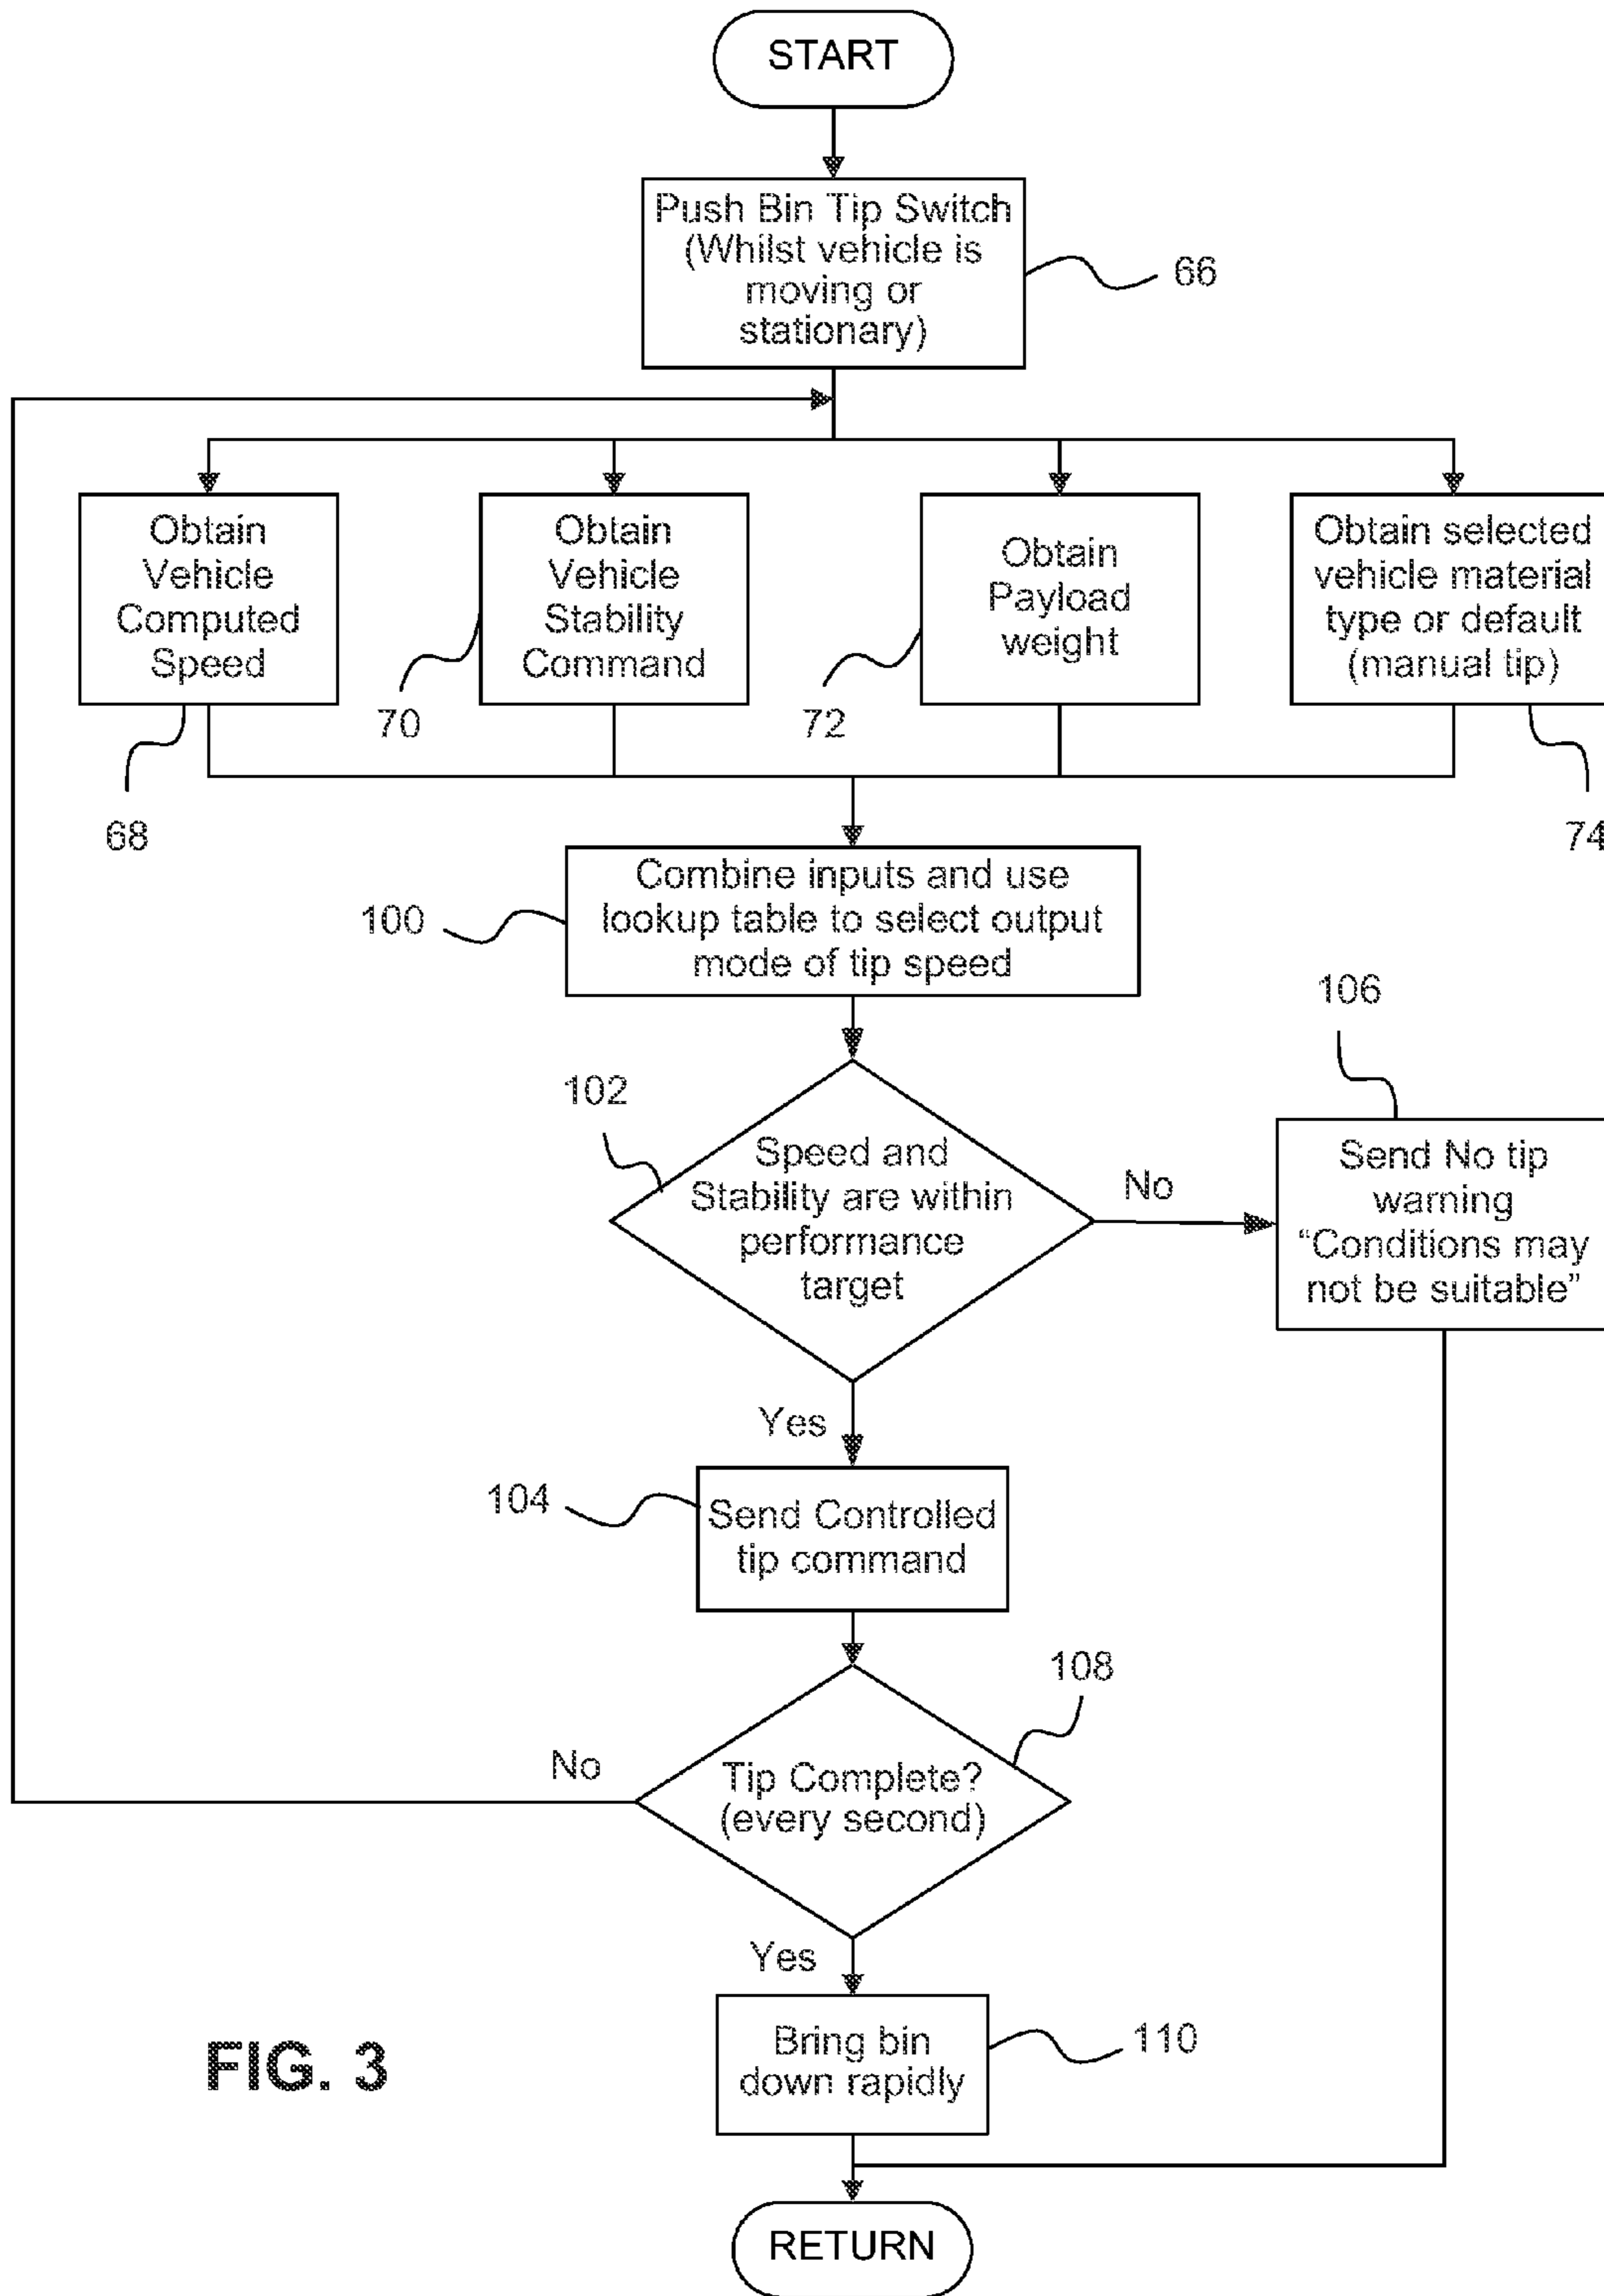 START
Push Bin Tip Switch
(Whilst vehicle is
moving or
stationary)
66
Obtain
Vehicle
Computed
Speed
68
Obtain
Vehicle
Stability
Command
70
Obtain
Payload
weight
72
Obtain selected
vehicle material
type or default
(manual tip)
74
Combine inputs and use
lookup table to select output
mode of tip speed
100
102
Speed and
Stability are within
performance
target
No
106
Send No tip
warning
“Conditions may
not be suitable”
Yes
104
Send Controlled
tip command
108
Tip Complete?
(every second)
No
Yes
Bring bin
down rapidly
110
FIG. 3
RETURN